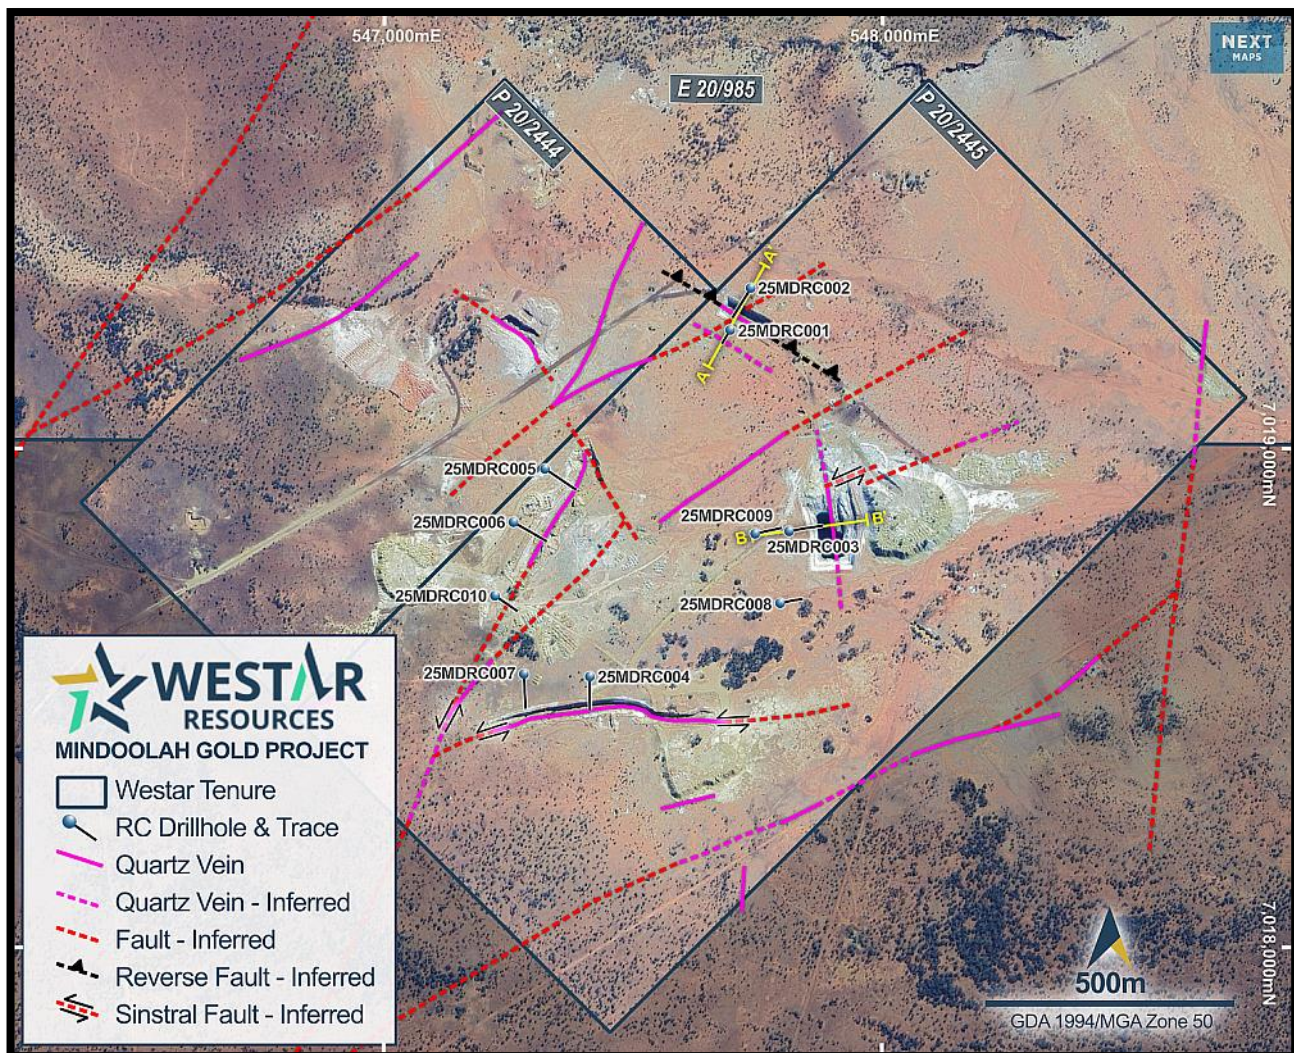 547,000mE
548,000mE
NEXT
MAPS
E 20/985
P 20/2444
P 20/2445
A'
25MDRC002
25MDRC001
A
7,019,000mN
25MDRC005
25MDRC006
25MDRC009
B
B'
25MDRC003
25MDRC010
25MDRC008
25MDRC007
25MDRC004
WESTAR
RESOURCES
MINDOOLAH GOLD PROJECT
Westar Tenure
RC Drillhole & Trace
Quartz Vein
Quartz Vein - Inferred
Fault - Inferred
Reverse Fault - Inferred
Sinstral Fault - Inferred
7,018,000mN
500m
GDA 1994/MGA Zone 50